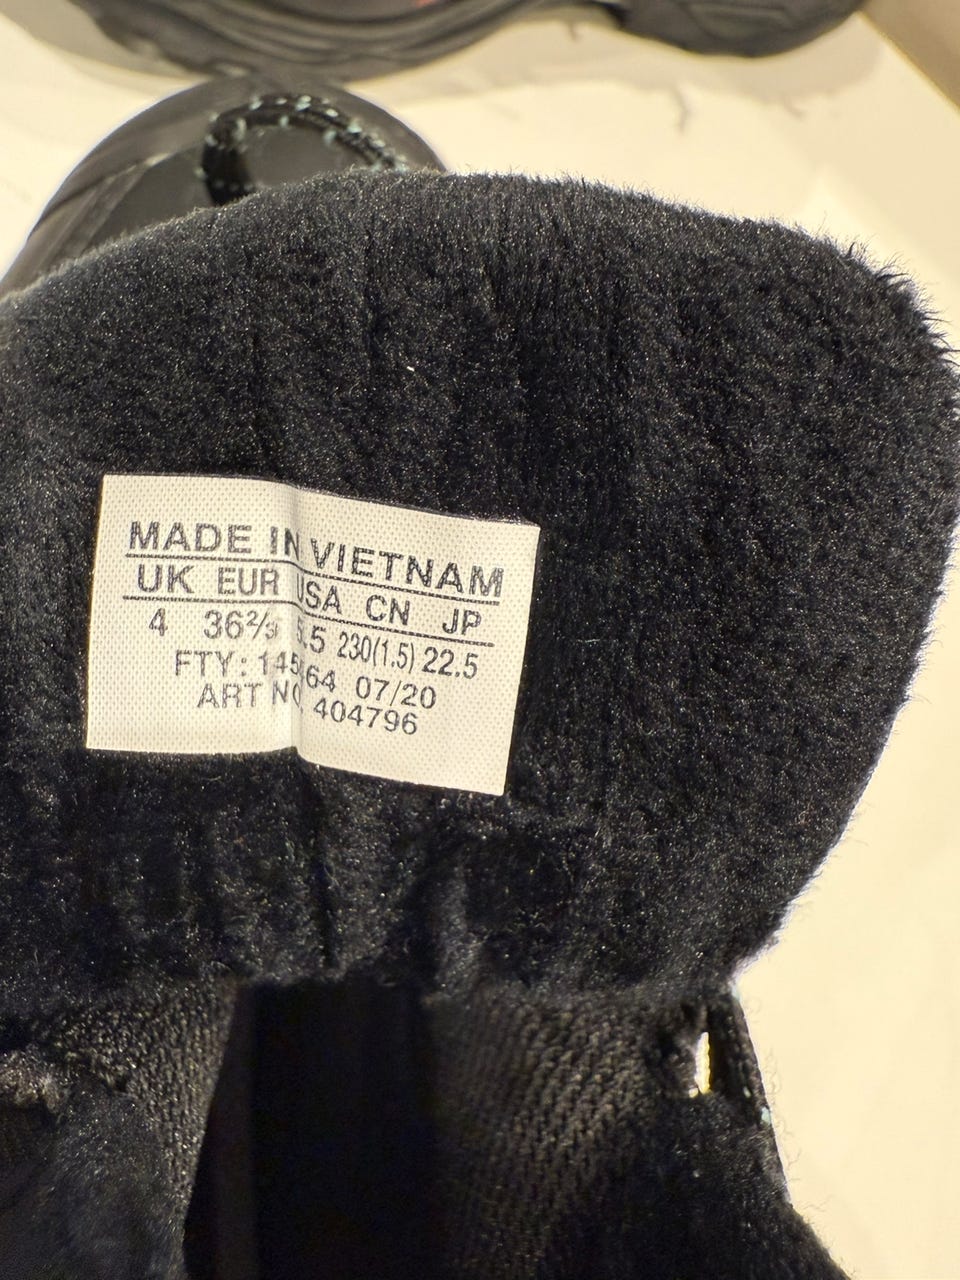 MADE IN VIETNAM
UK EUR USA CN JP
4 36⅔ 5.5 230(1.5) 22.5
FTY: 07/20
ART NO 404796